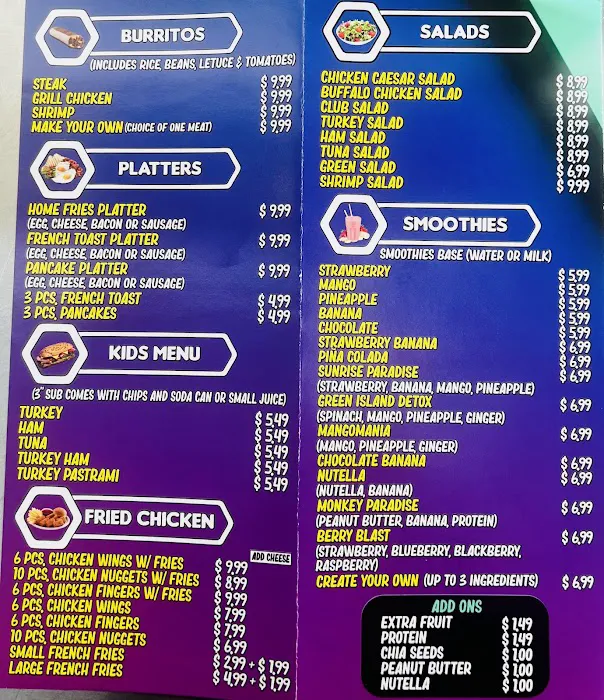 BURRITOS
(INCLUDES RICE, BEANS, LETUCE & TOMATOES)
STEAK $ 9,99
GRILL CHICKEN $ 9,99
SHRIMP $ 9,99
MAKE YOUR OWN (CHOICE OF ONE MEAT) $ 9,99
PLATTERS
HOME FRIES PLATTER $ 9,99
(EGG, CHEESE, BACON OR SAUSAGE)
FRENCH TOAST PLATTER $ 9,99
(EGG, CHEESE, BACON OR SAUSAGE)
PANCAKE PLATTER $ 9,99
(EGG, CHEESE, BACON OR SAUSAGE)
3 PCS, FRENCH TOAST $ 4,99
3 PCS, PANCAKES $ 4,99
KIDS MENU
(3" SUB COMES WITH CHIPS AND SODA CAN OR SMALL JUICE)
TURKEY $ 5,49
HAM $ 5,49
TUNA $ 5,49
TURKEY HAM $ 5,49
TURKEY PASTRAMI $ 5,49
FRIED CHICKEN
ADD CHEESE
6 PCS, CHICKEN WINGS W/ FRIES $ 9,99
10 PCS, CHICKEN NUGGETS W/ FRIES $ 8,99
6 PCS, CHICKEN FINGERS W/ FRIES $ 9,99
6 PCS, CHICKEN WINGS $ 7,99
6 PCS, CHICKEN FINGERS $ 7,99
10 PCS, CHICKEN NUGGETS $ 6,99
SMALL FRENCH FRIES $ 2,99 + $ 1,99
LARGE FRENCH FRIES $ 4,99 + $ 1,99
SALADS
CHICKEN CAESAR SALAD $ 8,99
BUFFALO CHICKEN SALAD $ 8,99
CLUB SALAD $ 8,99
TURKEY SALAD $ 8,99
HAM SALAD $ 8,99
TUNA SALAD $ 8,99
GREEN SALAD $ 6,99
SHRIMP SALAD $ 9,99
SMOOTHIES
SMOOTHIES BASE (WATER OR MILK)
STRAWBERRY $ 5,99
MANGO $ 5,99
PINEAPPLE $ 5,99
BANANA $ 5,99
CHOCOLATE $ 5,99
STRAWBERRY BANANA $ 6,99
PIÑA COLADA $ 6,99
SUNRISE PARADISE $ 6,99
(STRAWBERRY, BANANA, MANGO, PINEAPPLE)
GREEN ISLAND DETOX $ 6,99
(SPINACH, MANGO, PINEAPPLE, GINGER)
MANGOMANIA $ 6,99
(MANGO, PINEAPPLE, GINGER)
CHOCOLATE BANANA $ 6,99
NUTELLA $ 6,99
(NUTELLA, BANANA)
MONKEY PARADISE $ 6,99
(PEANUT BUTTER, BANANA, PROTEIN)
BERRY BLAST $ 6,99
(STRAWBERRY, BLUEBERRY, BLACKBERRY,
RASPBERRY)
CREATE YOUR OWN (UP TO 3 INGREDIENTS) $ 6,99
ADD ONS
EXTRA FRUIT $ 1,49
PROTEIN $ 1,49
CHIA SEEDS $ 1,00
PEANUT BUTTER $ 1,00
NUTELLA $ 1,00